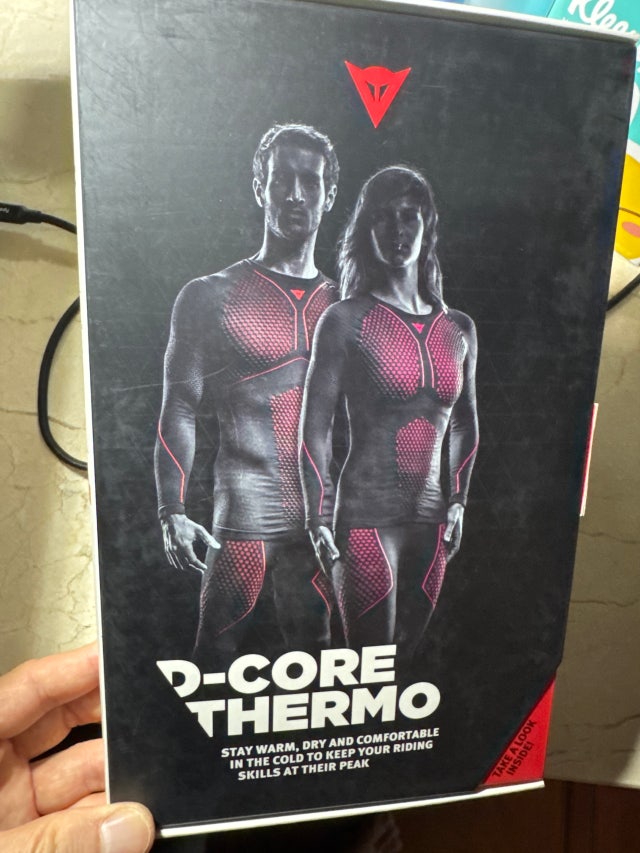 Klee
D-CORE
THERMO
STAY WARM, DRY AND COMFORTABLE
IN THE COLD TO KEEP YOUR RIDING
SKILLS AT THEIR PEAK
TAKE A LOOK
INSIDE!